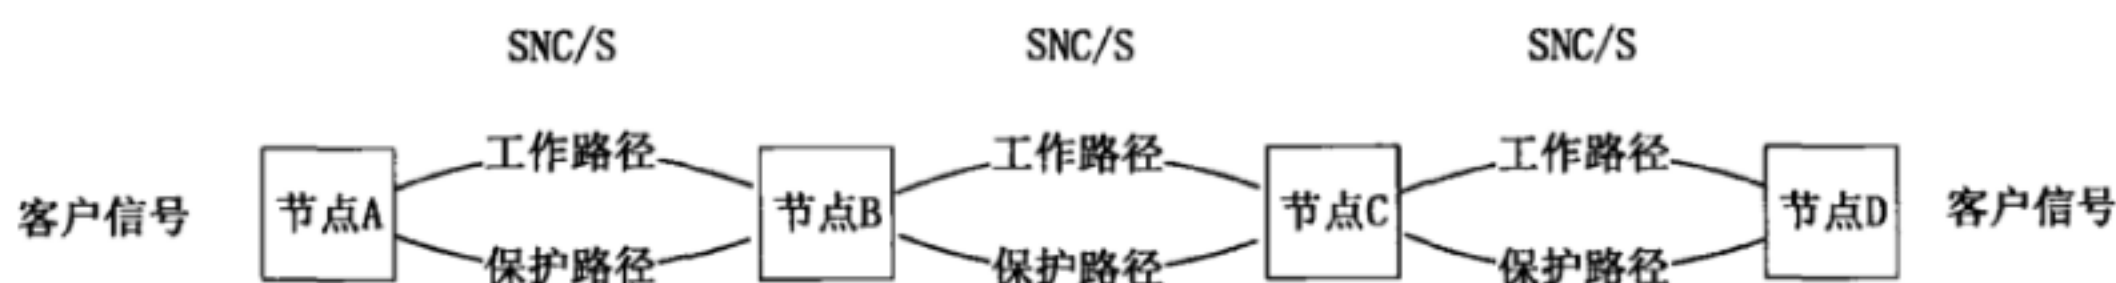 SNC/S SNC/S SNC/S
工作路径 工作路径 工作路径
客户信号 节点A 节点B 节点C 节点D 客户信号
保护路径 保护路径 保护路径